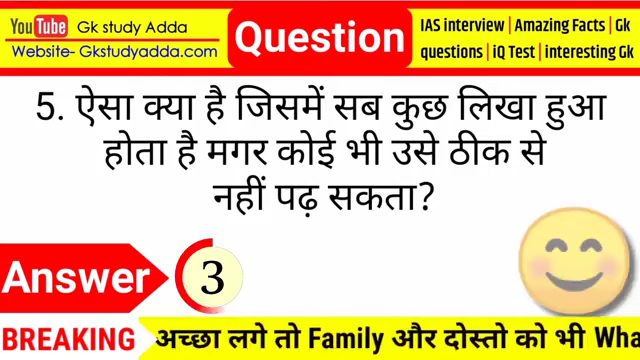 YouTube Gk study Adda
Website- Gkstudyadda.com
Question
IAS interview | Amazing Facts | Gk
questions | iQ Test | interesting Gk
5. ऐसा क्या है जिसमें सब कुछ लिखा हुआ
होता है मगर कोई भी उसे ठीक से
नहीं पढ़ सकता?
Answer 3
BREAKING अच्छा लगे तो Family और दोस्तो को भी